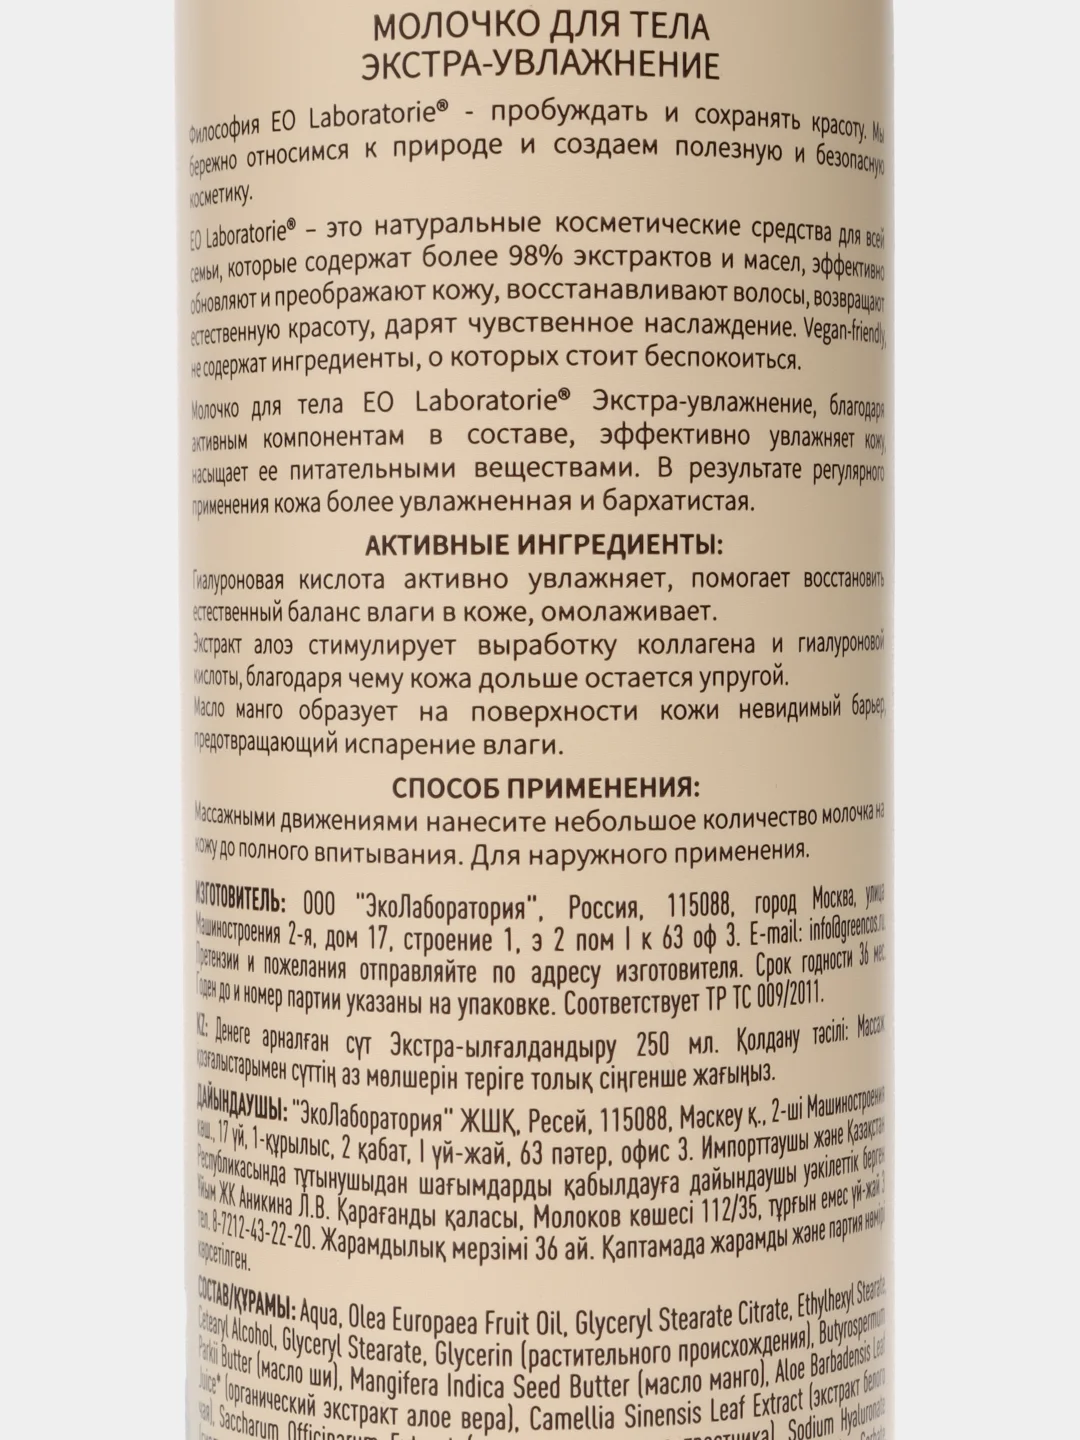 МОЛОЧКО ДЛЯ ТЕЛА
ЭКСТРА-УВЛАЖНЕНИЕ
Философия EO Laboratorie® - пробуждать и сохранять красоту. Мы
бережно относимся к природе и создаем полезную и безопасную
косметику.
EO Laboratorie® – это натуральные косметические средства для всей
семьи, которые содержат более 98% экстрактов и масел, эффективно
обновляют и преображают кожу, восстанавливают волосы, возвращают
естественную красоту, дарят чувственное наслаждение. Vegan-friendly,
не содержат ингредиенты, о которых стоит беспокоиться.
Молочко для тела EO Laboratorie® Экстра-увлажнение, благодаря
активным компонентам в составе, эффективно увлажняет кожу,
насыщает ее питательными веществами. В результате регулярного
применения кожа более увлажненная и бархатистая.
АКТИВНЫЕ ИНГРЕДИЕНТЫ:
Гиалуроновая кислота активно увлажняет, помогает восстановить
естественный баланс влаги в коже, омолаживает.
Экстракт алоэ стимулирует выработку коллагена и гиалуроновой
кислоты, благодаря чему кожа дольше остается упругой.
Масло манго образует на поверхности кожи невидимый барьер,
предотвращающий испарение влаги.
СПОСОБ ПРИМЕНЕНИЯ:
Массажными движениями нанесите небольшое количество молочка на
кожу до полного впитывания. Для наружного применения.
ИЗГОТОВИТЕЛЬ: ООО "ЭкоЛаборатория", Россия, 115088, город Москва, улица
Машиностроения 2-я, дом 17, строение 1, э 2 пом I к 63 оф 3. E-mail: info@greencos.ru.
Претензии и пожелания отправляйте по адресу изготовителя. Срок годности 36 мес.
Годен до и номер партии указаны на упаковке. Соответствует ТР ТС 009/2011.
KZ: Денеге арналған сүт Экстра-ылғалдандыру 250 мл. Қолдану тәсілі: Массаж
қозғалыстарымен сүттің аз мөлшерін теріге толық сіңгенше жағыңыз.
ДАЙЫНДАУШЫ: "ЭкоЛаборатория" ЖШҚ, Ресей, 115088, Мәскеу қ., 2-ші Машиностроения
көш., 17 үй, 1-құрылыс, 2 қабат, I үй-жай, 63 пәтер, офис 3. Импорттаушы және Қазақстан
Республикасында тұтынушыдан шағымдарды қабылдауға дайындаушы уәкілеттік берген
Ұйым ЖК Аникина Л.В. Қарағанды қаласы, Молоков көшесі 112/35, тұрғын емес үй-жай 3
тел. 8-7212-43-22-20. Жарамдылық мерзімі 36 ай. Қаптамада жарамды және партия нөмірі
көрсетілген.
СОСТАВ/ҚҰРАМЫ: Aqua, Olea Europaea Fruit Oil, Glyceryl Stearate Citrate, Ethylhexyl Stearate,
Cetearyl Alcohol, Glyceryl Stearate, Glycerin (растительного происхождения), Butyrospermum
Parkii Butter (масло ши), Mangifera Indica Seed Butter (масло манго), Aloe Barbadensis Leaf
Juice* (органический экстракт алое вера), Camellia Sinensis Leaf Extract (экстракт белого
чая), Saccharum Officinarum Sodium Hyaluronate